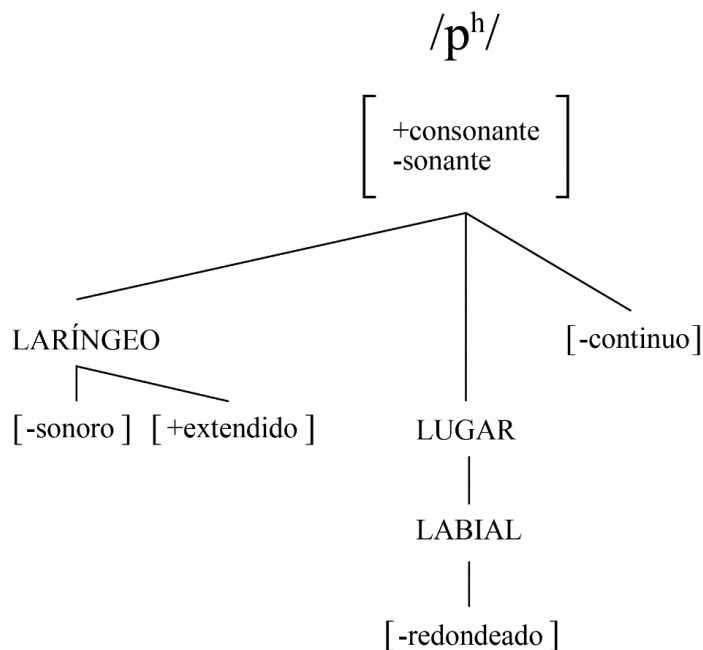 /pʰ/
+consonante
-sonante
LARÍNGEO
[-continuo]
[-sonoro] [+extendido]
LUGAR
LABIAL
[-redondeado]